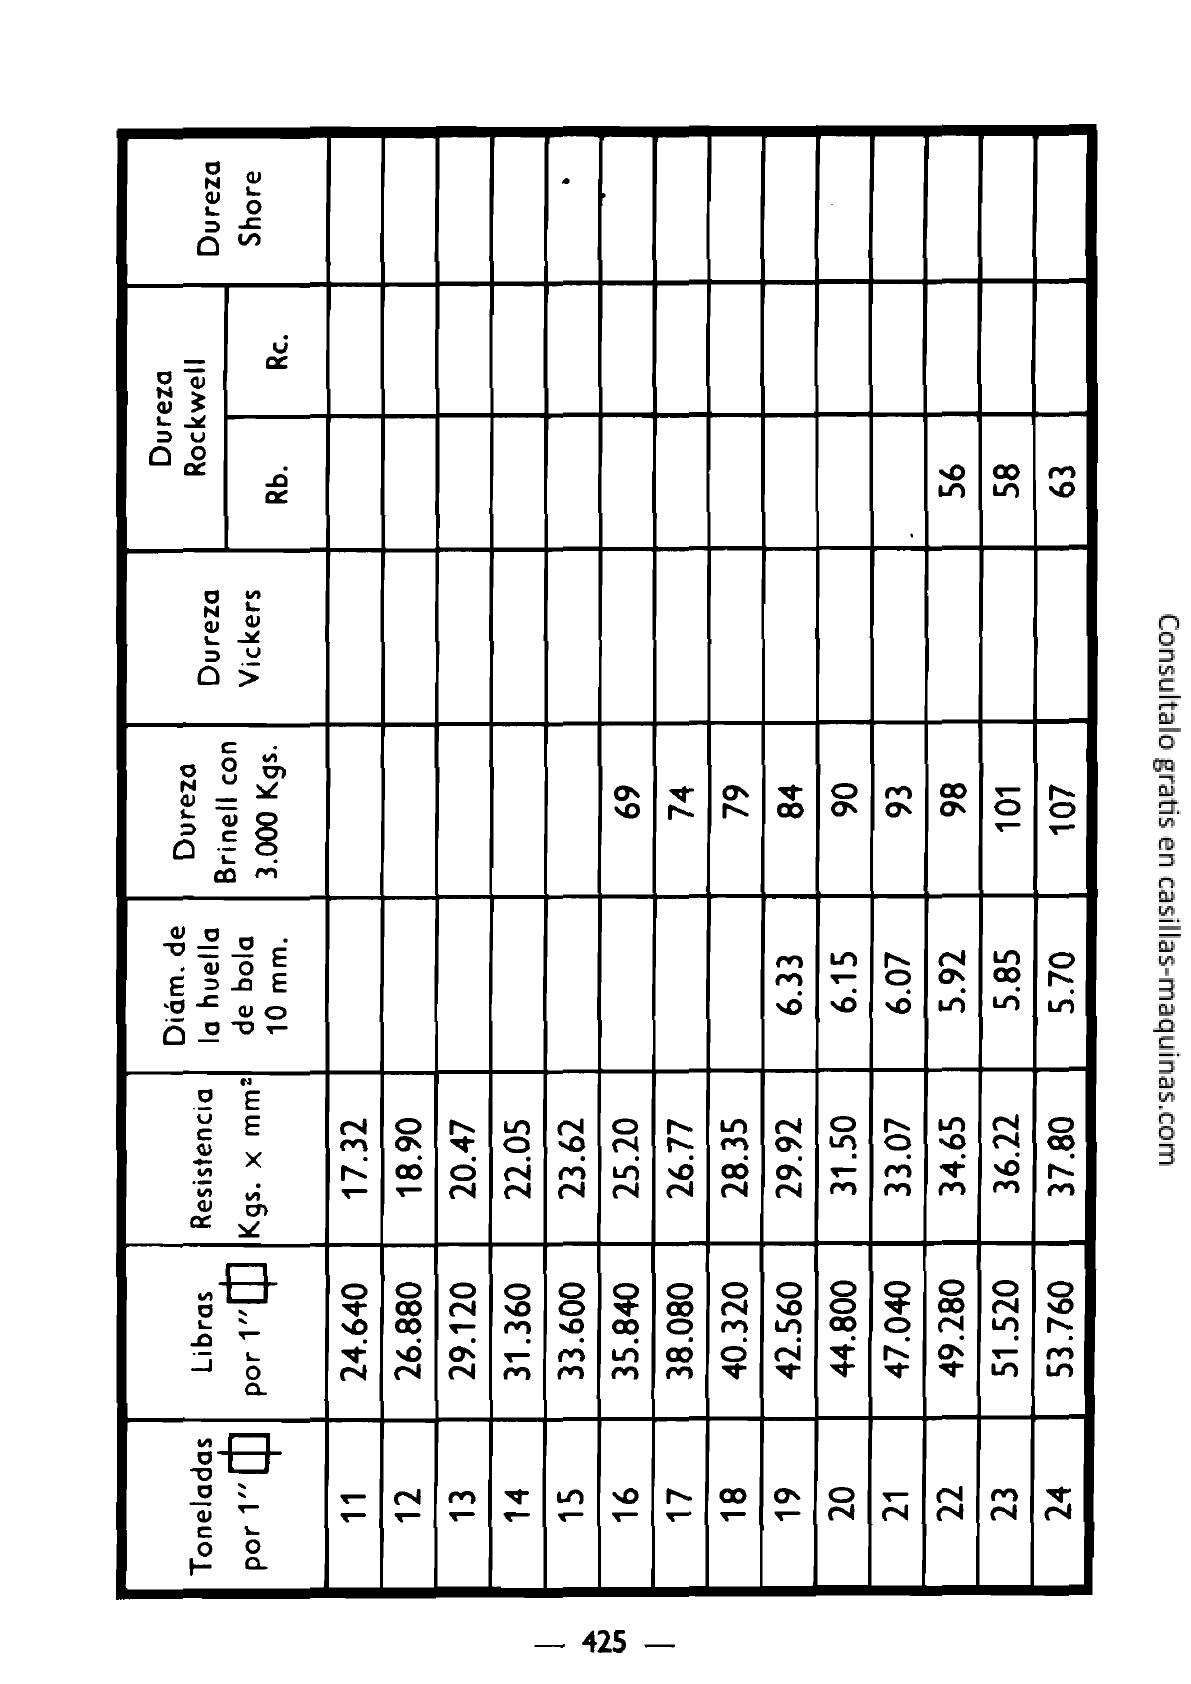 Toneladas por 1″ | Libras por 1″ | Resistencia Kgs. × mm² | Diám. de la huella de bola 10 mm. | Dureza Brinell con 3.000 Kgs. | Dureza Vickers | Dureza Rockwell Rb. | Rc. | Dureza Shore
11 24.640 17.32
12 26.880 18.90
13 29.120 20.47
14 31.360 22.05
15 33.600 23.62
16 35.840 25.20 69
17 38.080 26.77 74
18 40.320 28.35 79
19 42.560 29.92 6.33 84
20 44.800 31.50 6.15 90
21 47.040 33.07 6.07 93
22 49.280 34.65 5.92 98 56
23 51.520 36.22 5.85 101 58
24 53.760 37.80 5.70 107 63
— 425 —
Consultalo gratis en casillas-maquinas.com